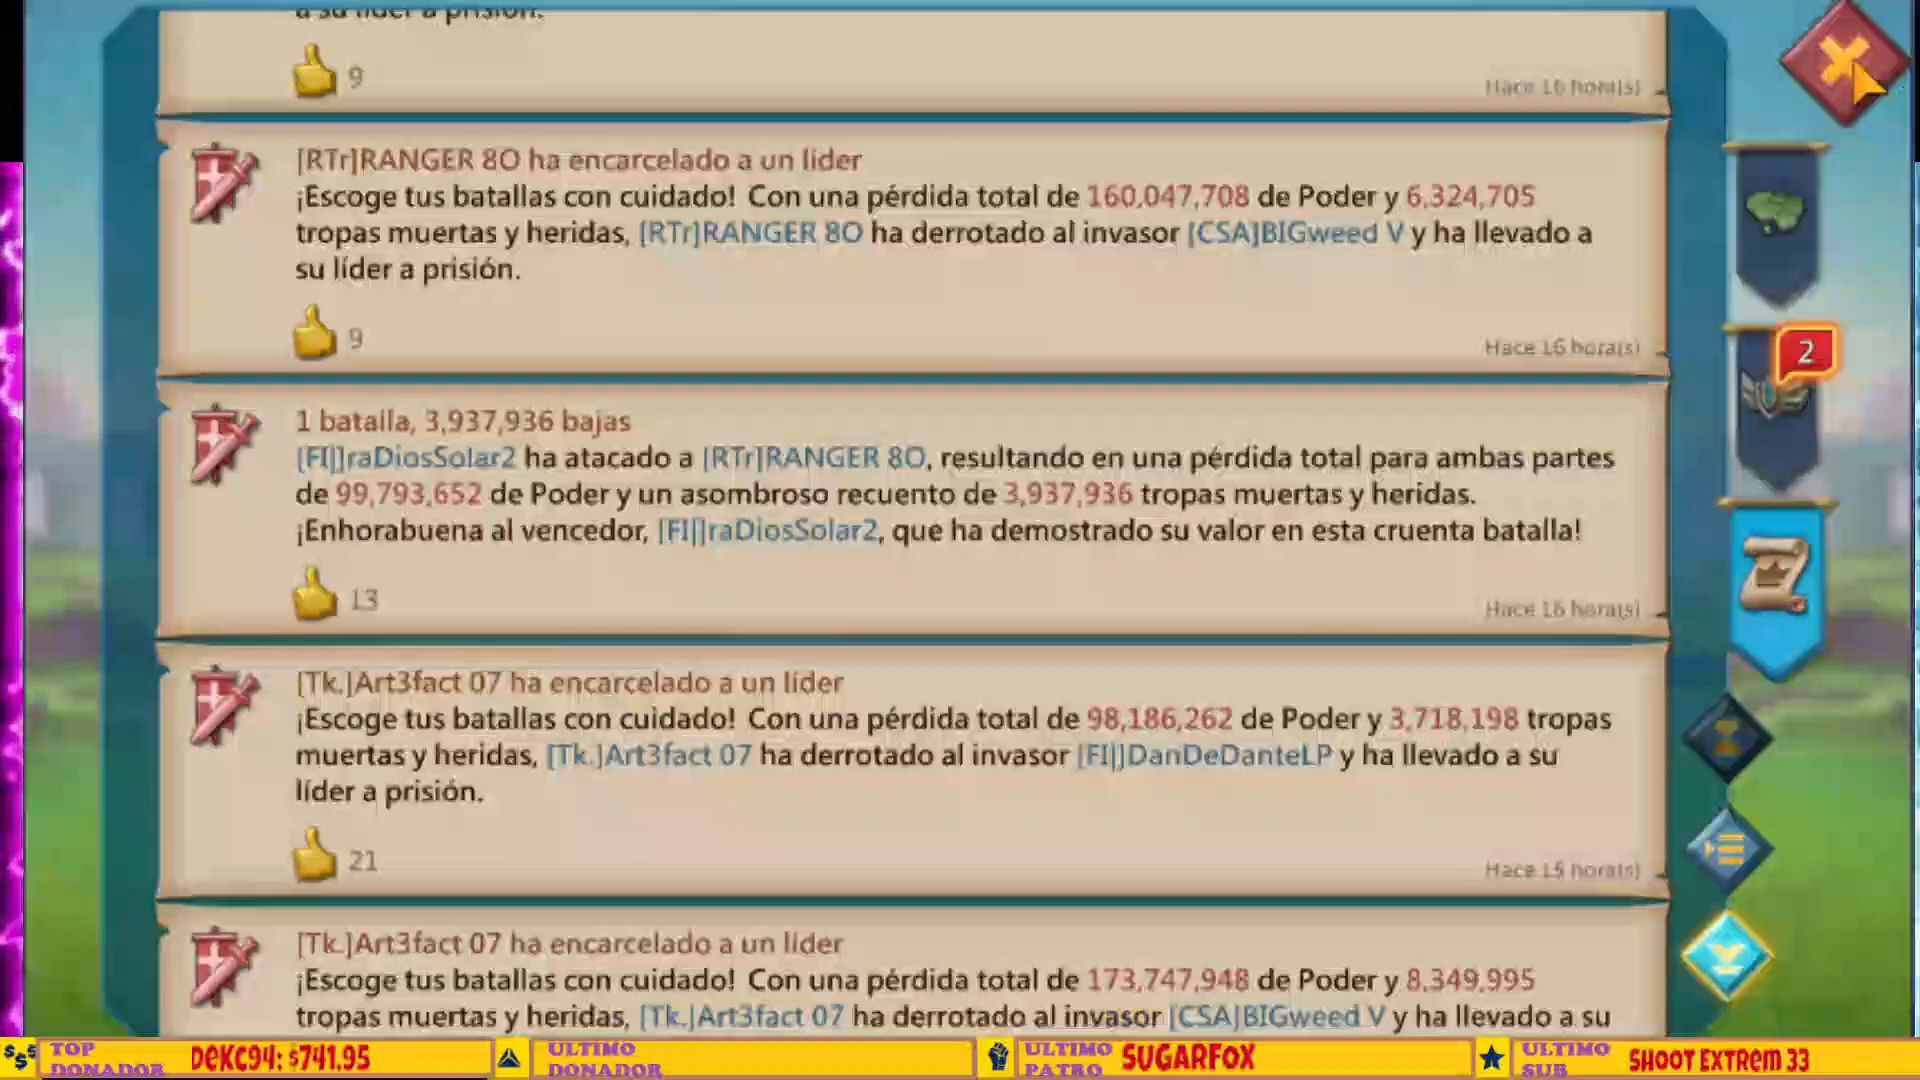 a su líder a prisión.
9
Hace 16 hora(s)
[RTr]RANGER 8O ha encarcelado a un líder
¡Escoge tus batallas con cuidado! Con una pérdida total de 160,047,708 de Poder y 6,324,705
tropas muertas y heridas, [RTr]RANGER 8O ha derrotado al invasor [CSA]BIGweed V y ha llevado a
su líder a prisión.
9
Hace 16 hora(s)
2
1 batalla, 3,937,936 bajas
[FI|]raDiosSolar2 ha atacado a [RTr]RANGER 8O, resultando en una pérdida total para ambas partes
de 99,793,652 de Poder y un asombroso recuento de 3,937,936 tropas muertas y heridas.
¡Enhorabuena al vencedor, [FI|]raDiosSolar2, que ha demostrado su valor en esta cruenta batalla!
13
Hace 16 hora(s)
[Tk.]Art3fact 07 ha encarcelado a un líder
¡Escoge tus batallas con cuidado! Con una pérdida total de 98,186,262 de Poder y 3,718,198 tropas
muertas y heridas, [Tk.]Art3fact 07 ha derrotado al invasor [FI|]DanDeDanteLP y ha llevado a su
líder a prisión.
21
Hace 15 hora(s)
[Tk.]Art3fact 07 ha encarcelado a un líder
¡Escoge tus batallas con cuidado! Con una pérdida total de 173,747,948 de Poder y 8,349,995
tropas muertas y heridas, [Tk.]Art3fact 07 ha derrotado al invasor [CSA]BIGweed V y ha llevado a su
$$$ TOP DONADOR DEKC94: $741.95
ULTIMO DONADOR
ULTIMO PATRO SUGARFOX
ULTIMO SUB SHOOT EXTREM 33